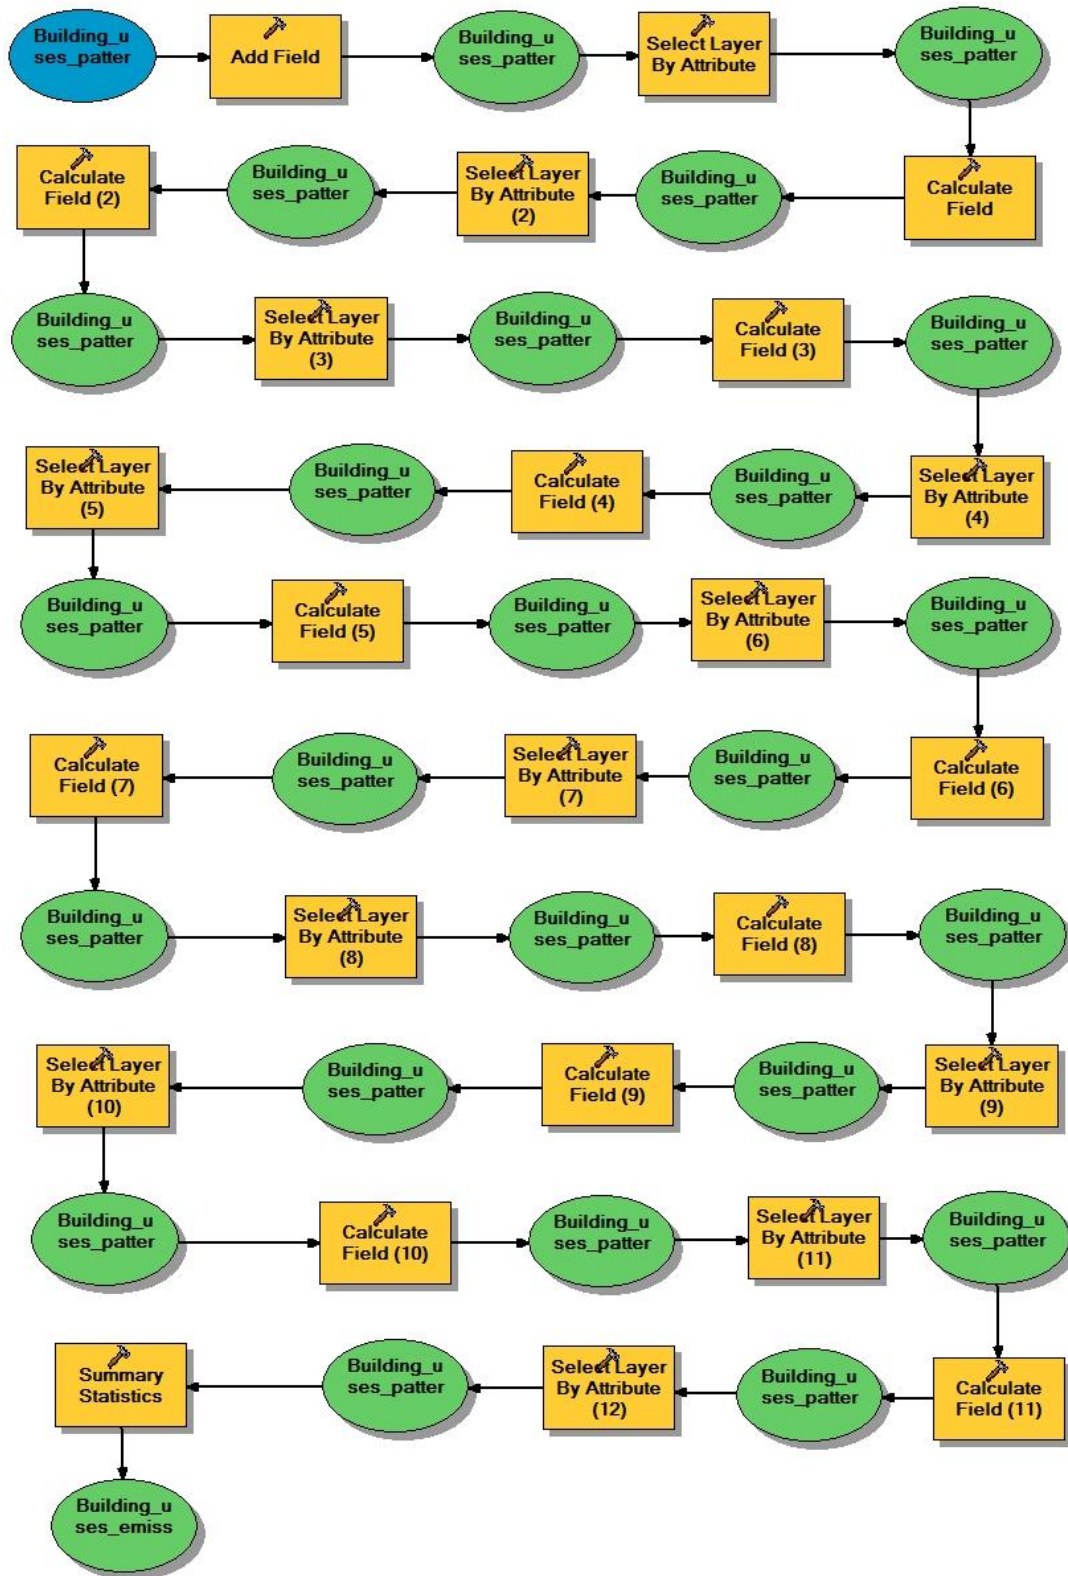 Building_u
ses_patter
Add Field
Building_u
ses_patter
Select Layer
By Attribute
Building_u
ses_patter
Calculate
Field (2)
Building_u
ses_patter
Select Layer
By Attribute
(2)
Building_u
ses_patter
Calculate
Field
Building_u
ses_patter
Select Layer
By Attribute
(3)
Building_u
ses_patter
Calculate
Field (3)
Building_u
ses_patter
Select Layer
By Attribute
(5)
Building_u
ses_patter
Calculate
Field (4)
Building_u
ses_patter
Select Layer
By Attribute
(4)
Building_u
ses_patter
Calculate
Field (5)
Building_u
ses_patter
Select Layer
By Attribute
(6)
Building_u
ses_patter
Calculate
Field (7)
Building_u
ses_patter
Select Layer
By Attribute
(7)
Building_u
ses_patter
Calculate
Field (6)
Building_u
ses_patter
Select Layer
By Attribute
(8)
Building_u
ses_patter
Calculate
Field (8)
Building_u
ses_patter
Select Layer
By Attribute
(10)
Building_u
ses_patter
Calculate
Field (9)
Building_u
ses_patter
Select Layer
By Attribute
(9)
Building_u
ses_patter
Calculate
Field (10)
Building_u
ses_patter
Select Layer
By Attribute
(11)
Building_u
ses_patter
Summary
Statistics
Building_u
ses_patter
Select Layer
By Attribute
(12)
Building_u
ses_patter
Calculate
Field (11)
Building_u
ses_emiss